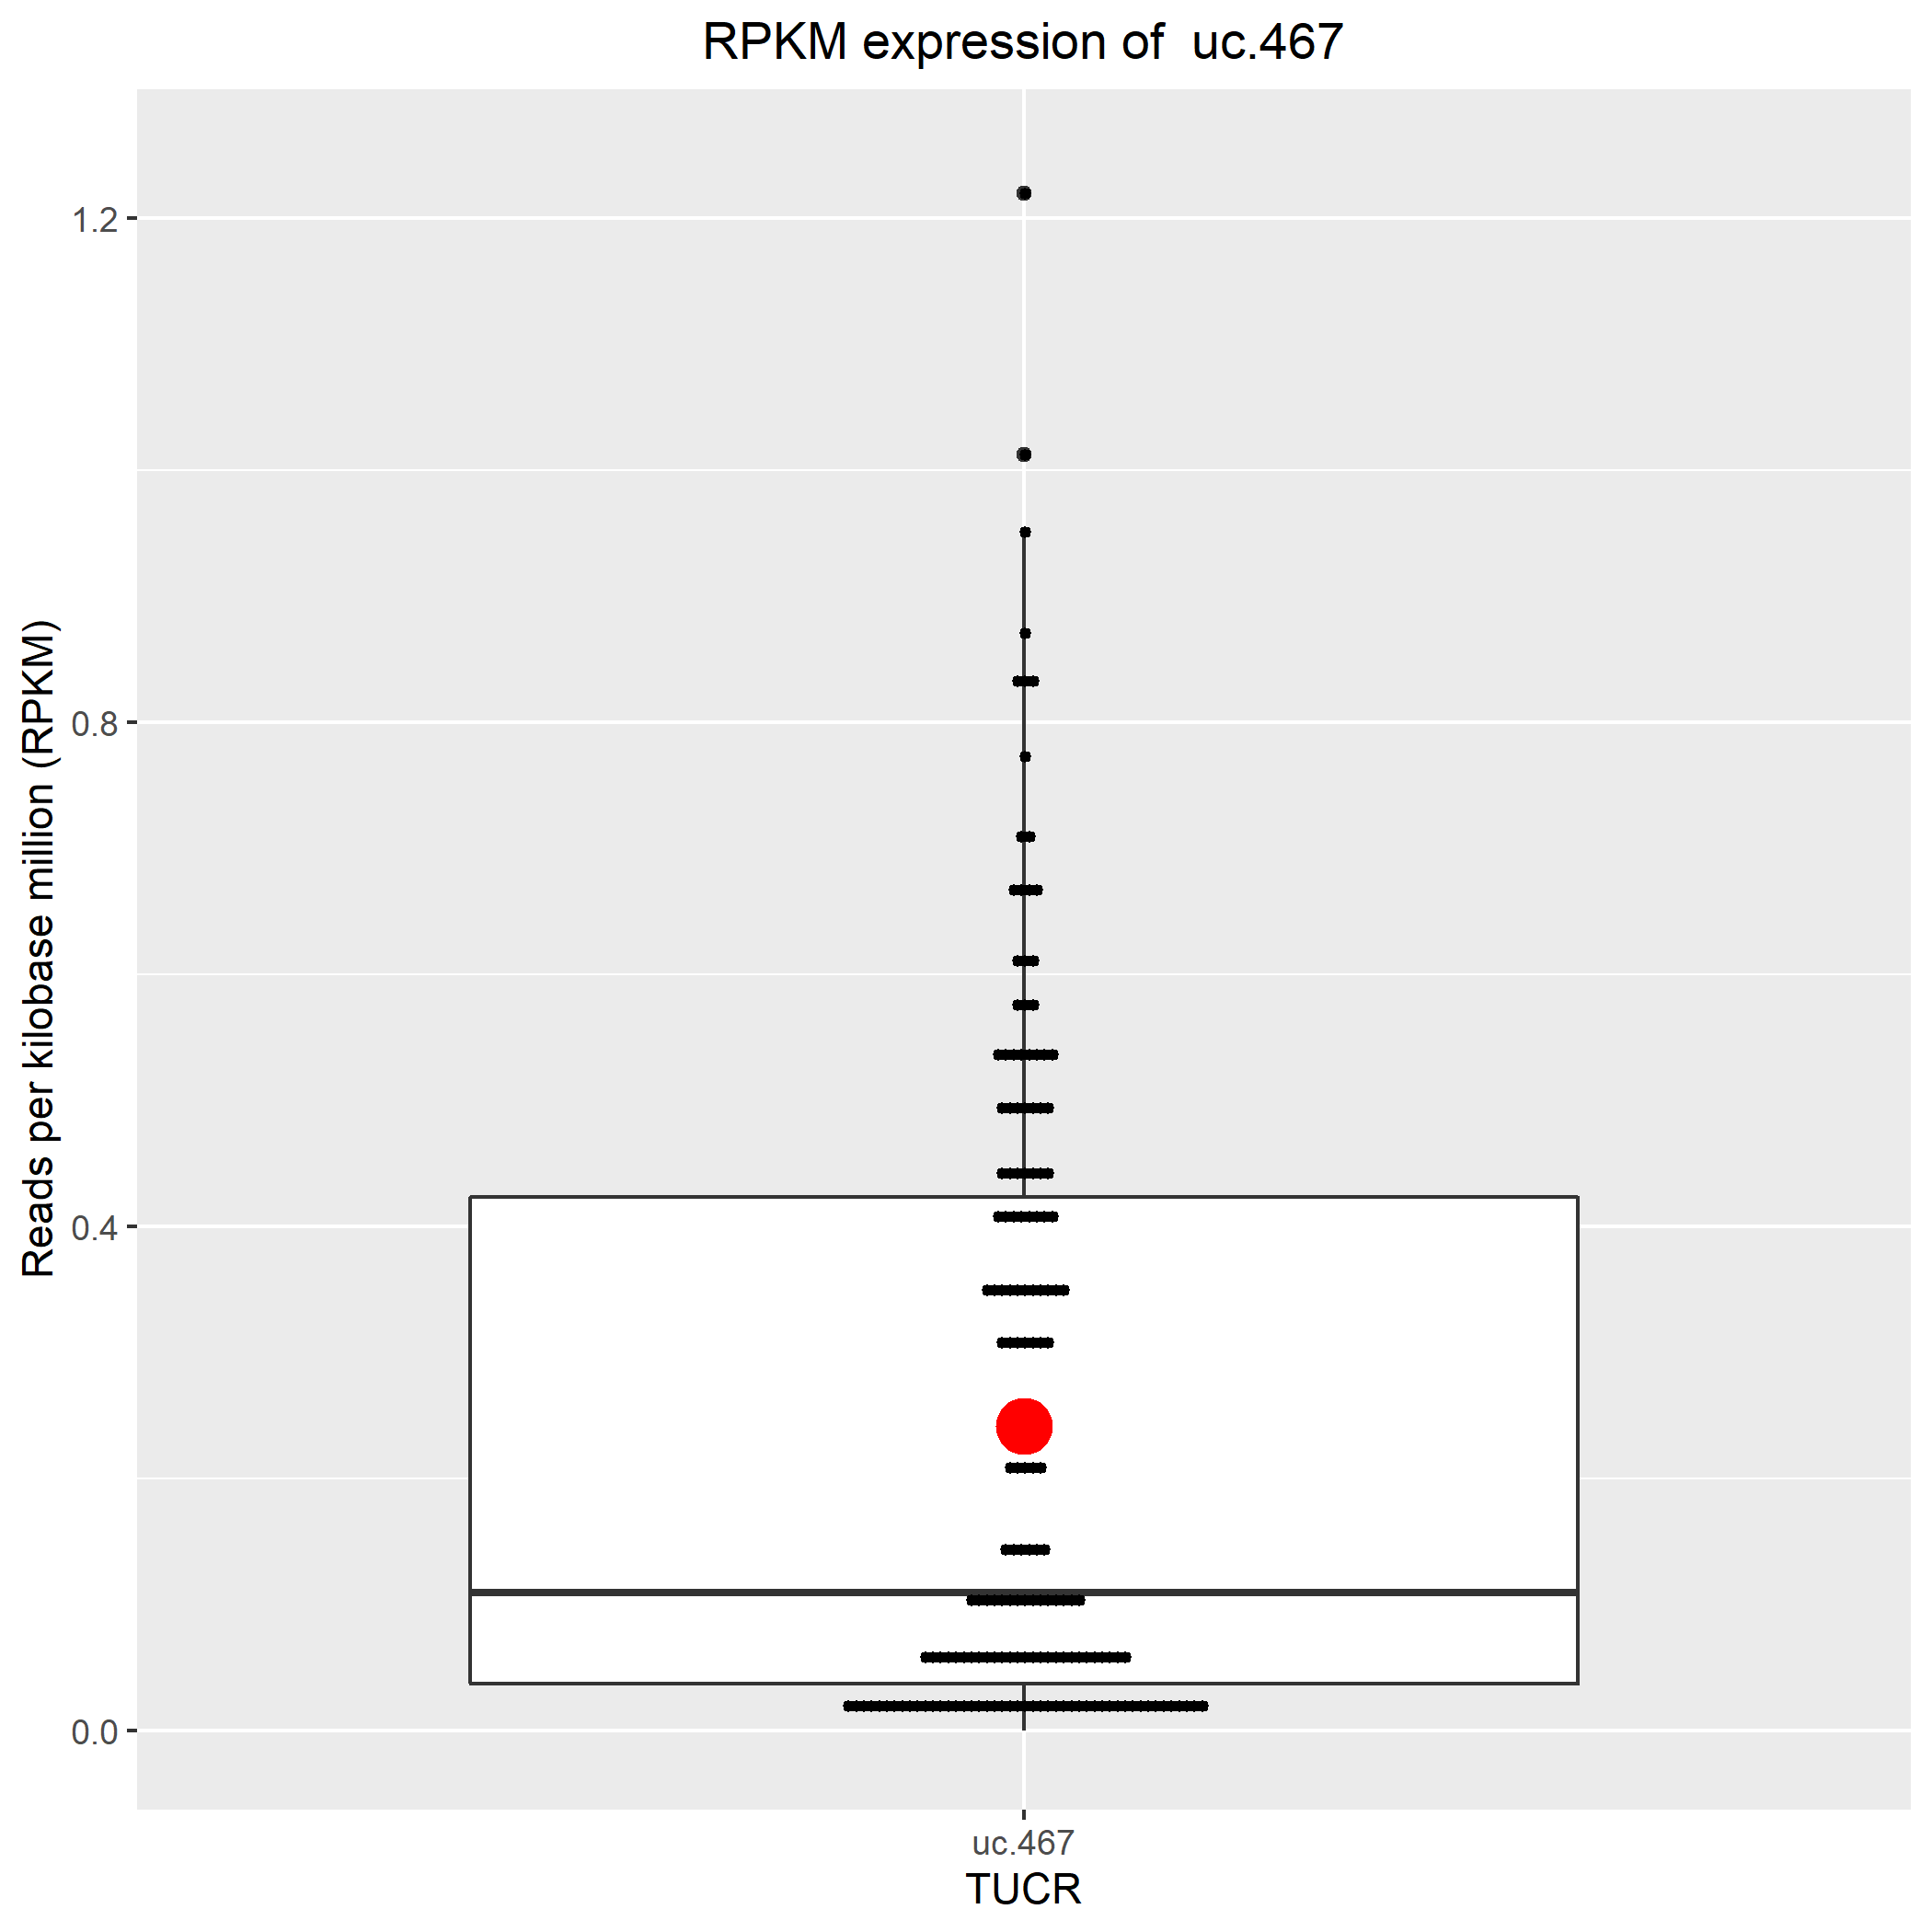 RPKM expression of  uc.467
Reads per kilobase million (RPKM)
1.2
0.8
0.4
0.0
uc.467
TUCR